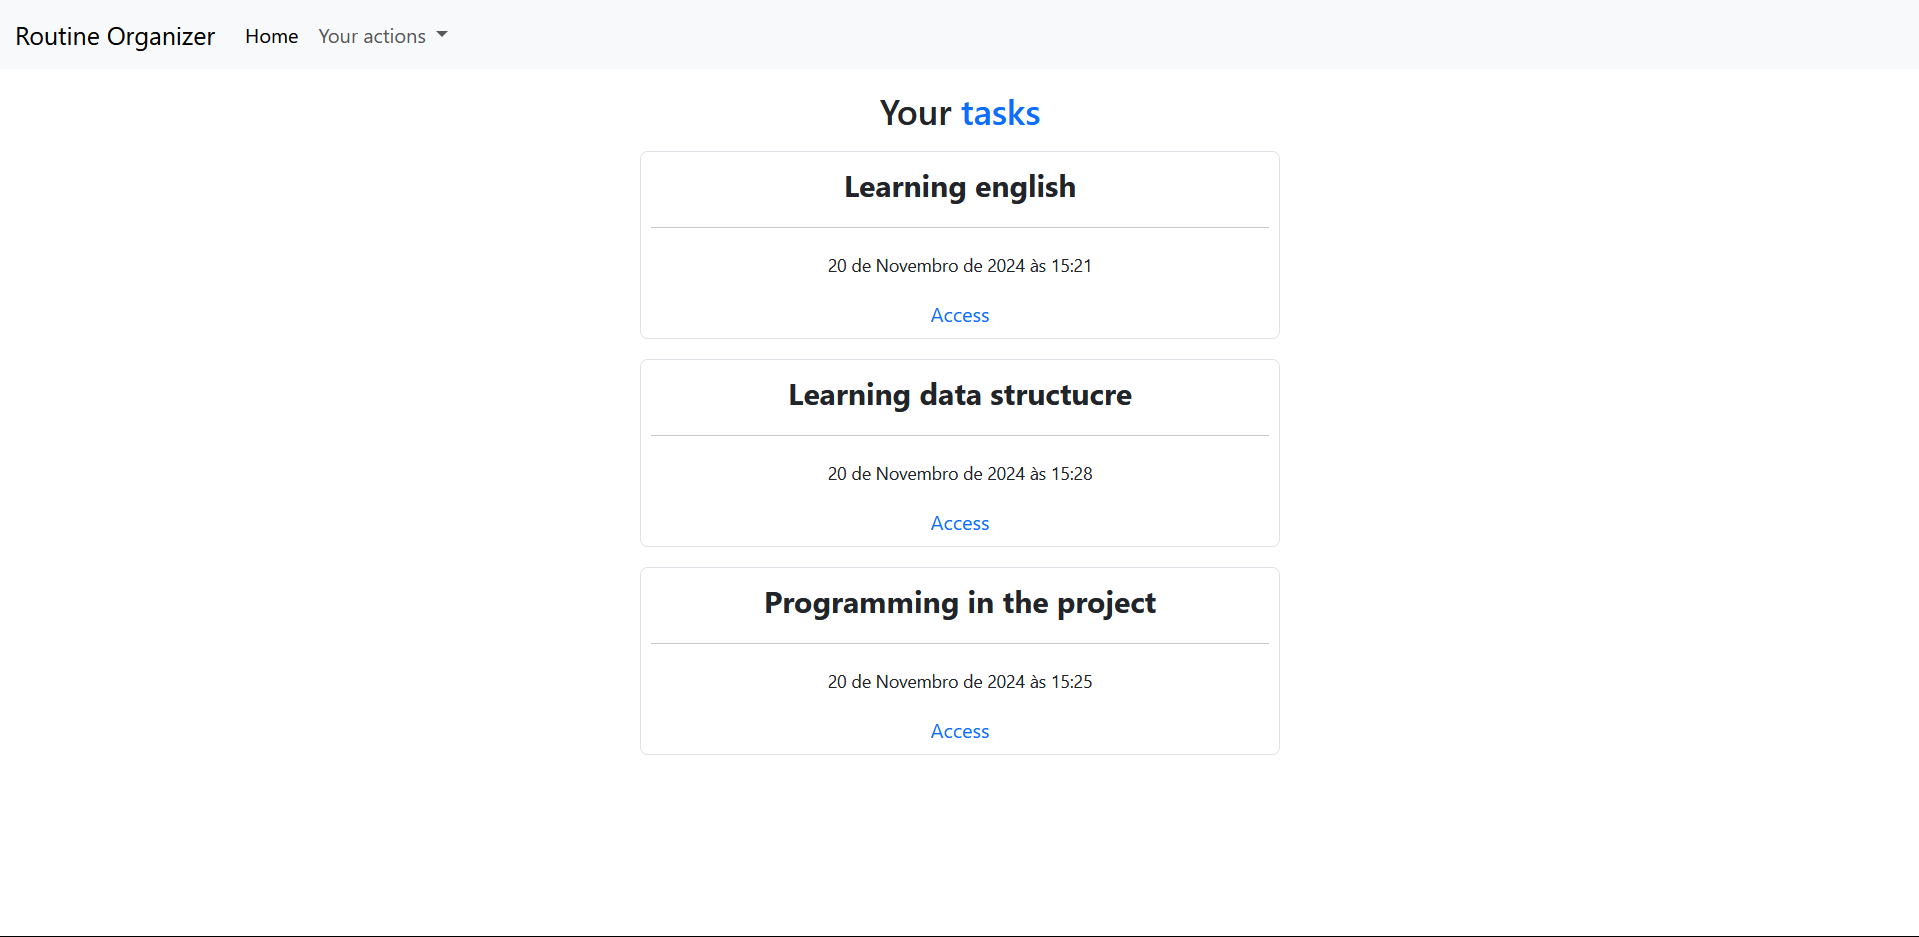 Routine Organizer Home Your actions
Your tasks
Learning english
20 de Novembro de 2024 às 15:21
Access
Learning data structucre
20 de Novembro de 2024 às 15:28
Access
Programming in the project
20 de Novembro de 2024 às 15:25
Access